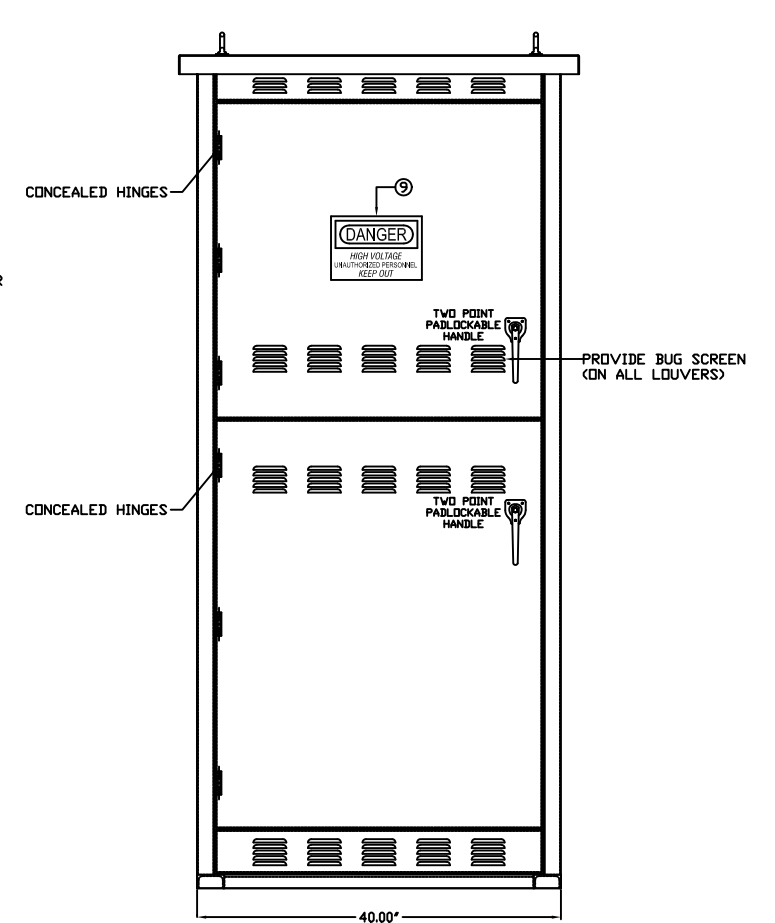 CONCEALED HINGES
9
DANGER
HIGH VOLTAGE
UNAUTHORIZED PERSONNEL
KEEP OUT
R
TWO POINT
PADLOCKABLE
HANDLE
PROVIDE BUG SCREEN
(ON ALL LOUVERS)
CONCEALED HINGES
TWO POINT
PADLOCKABLE
HANDLE
40.00"